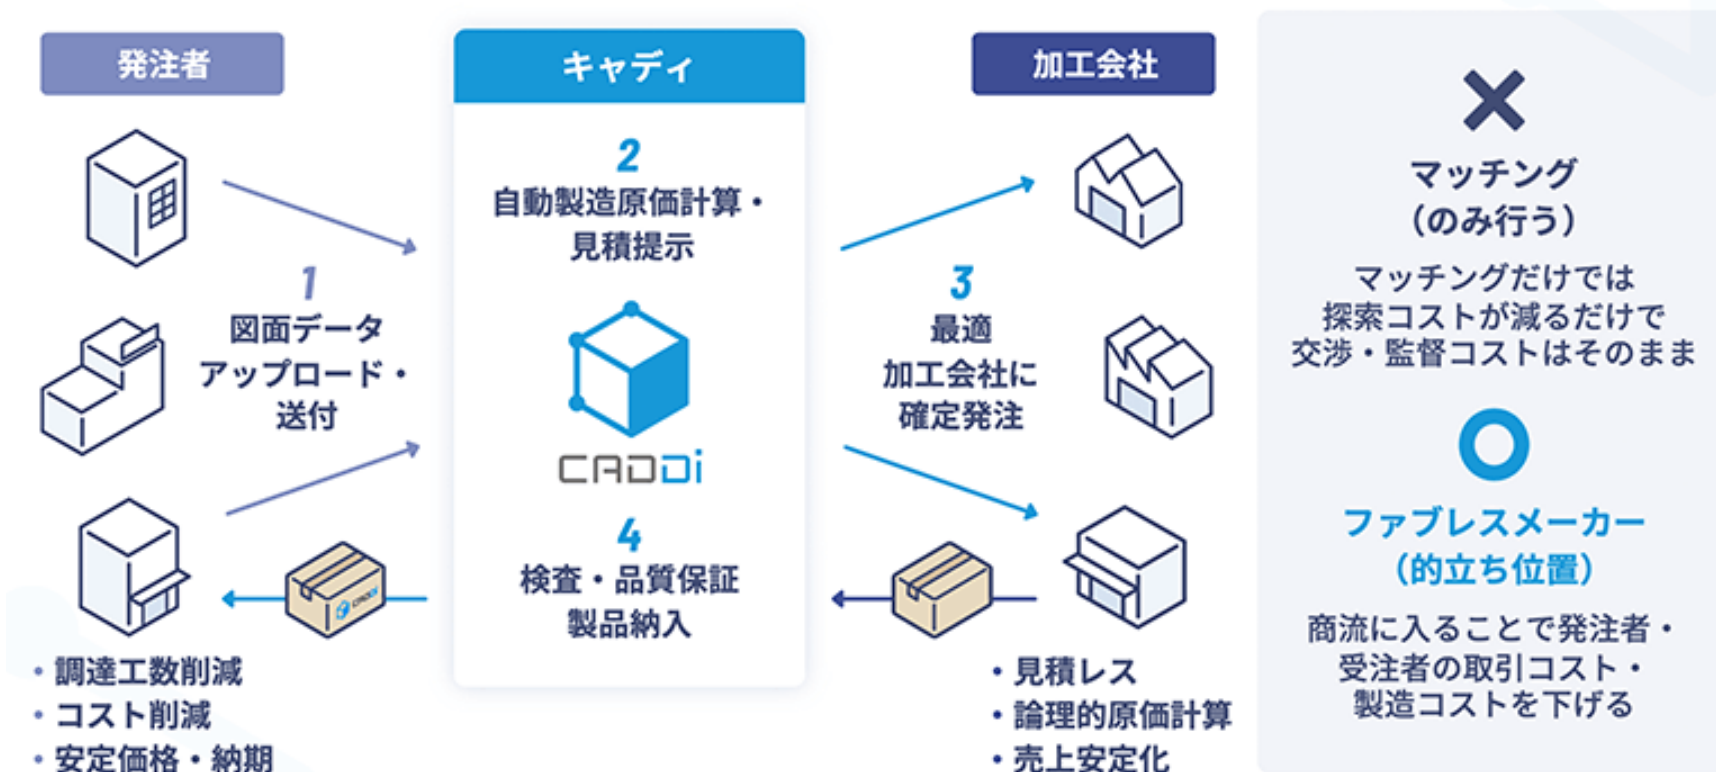 発注者
1
図面データ
アップロード・
送付
・調達工数削減
・コスト削減
・安定価格・納期
キャディ
2
自動製造原価計算・
見積提示
CADDi
4
検査・品質保証
製品納入
CADDi
加工会社
3
最適
加工会社に
確定発注
・見積レス
・論理的原価計算
・売上安定化
マッチング
（のみ行う）
マッチングだけでは
探索コストが減るだけで
交渉・監督コストはそのまま
ファブレスメーカー
（的立ち位置）
商流に入ることで発注者・
受注者の取引コスト・
製造コストを下げる